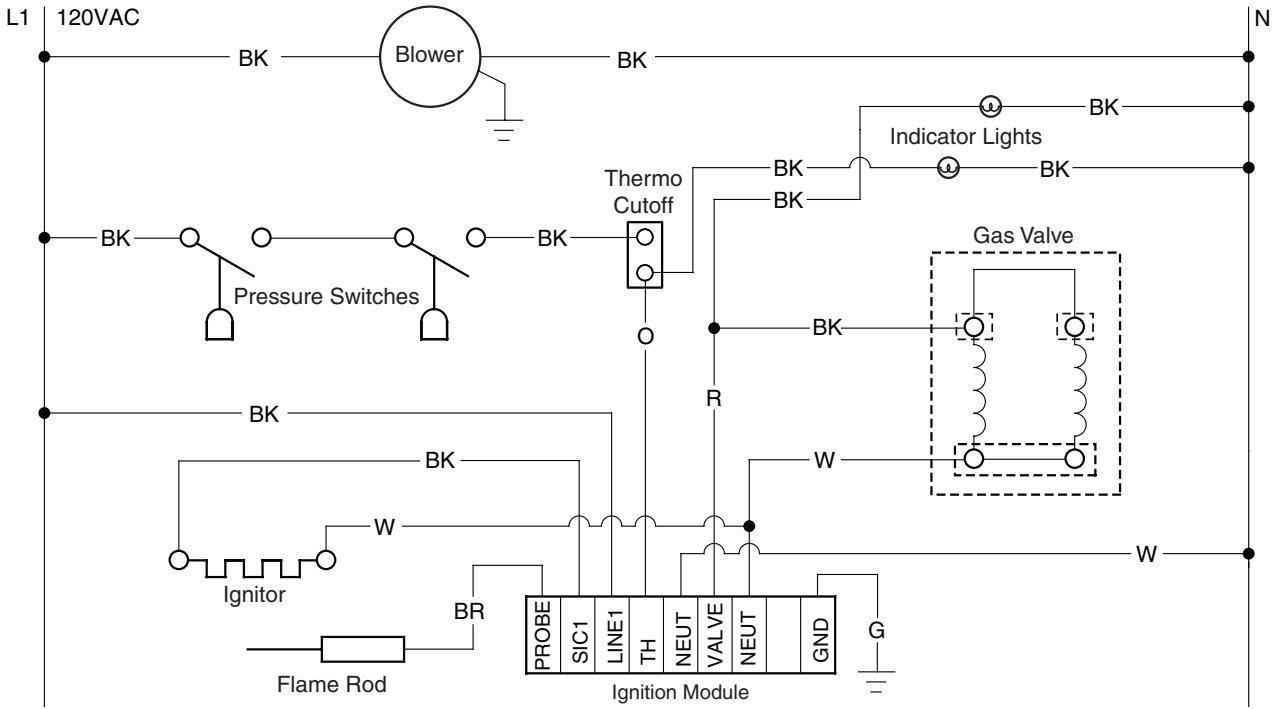 L1
120VAC
N
BK
Blower
BK
BK
Indicator Lights
Thermo
Cutoff
BK
BK
BK
BK
BK
Gas Valve
Pressure Switches
BK
O
R
BK
BK
W
W
W
Ignitor
BR
PROBE
SIC1
LINE1
TH
NEUT
VALVE
NEUT
GND
G
Flame Rod
Ignition Module